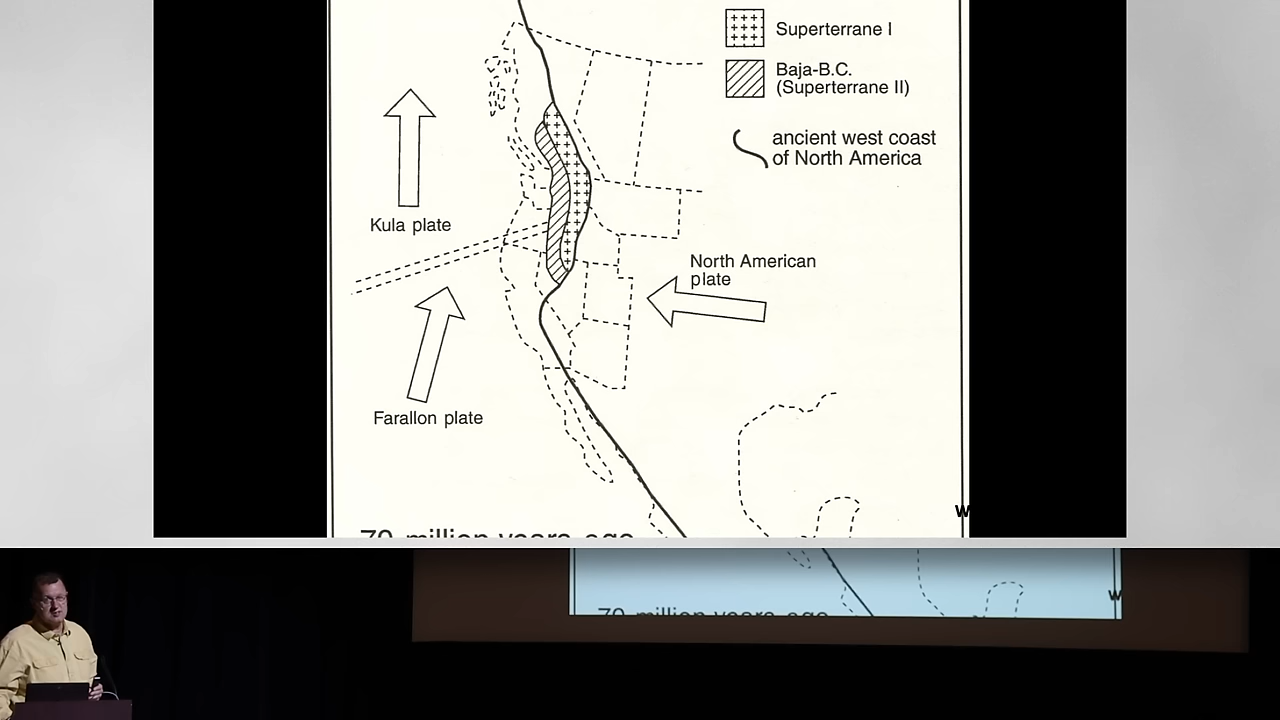 Superterrane I
Baja-B.C.
(Superterrane II)
ancient west coast
of North America
Kula plate
North American
plate
Farallon plate
w
70 million years ago
70 million years ago
w